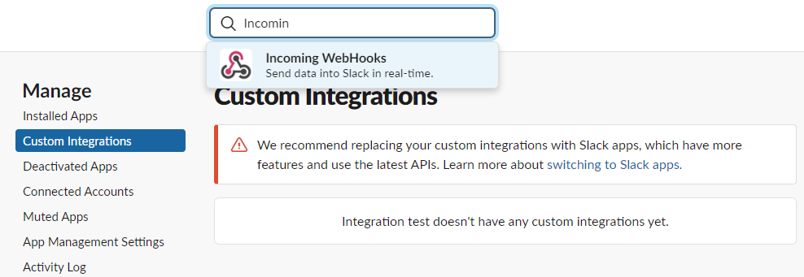 Incomin
Incoming WebHooks
Send data into Slack in real-time.
Manage
Installed Apps
Custom Integrations
Deactivated Apps
Connected Accounts
Muted Apps
App Management Settings
Activity Log
Custom Integrations
We recommend replacing your custom integrations with Slack apps, which have more
features and use the latest APIs. Learn more about switching to Slack apps.
Integration test doesn't have any custom integrations yet.